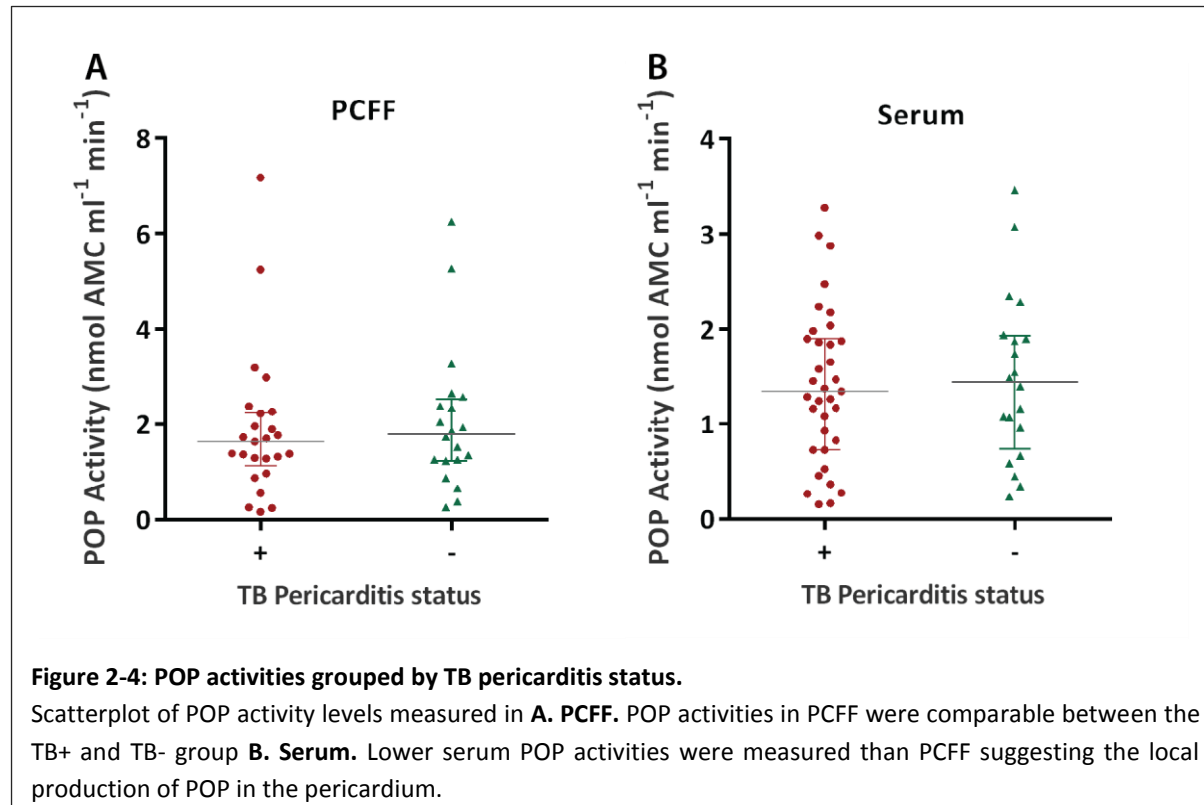 A
B
PCFF
Serum
POP Activity (nmol AMC ml⁻¹ min⁻¹)
8
6
4
2
0
+
-
TB Pericarditis status
POP Activity (nmol AMC ml⁻¹ min⁻¹)
4
3
2
1
0
+
-
TB Pericarditis status
Figure 2-4: POP activities grouped by TB pericarditis status.
Scatterplot of POP activity levels measured in A. PCFF. POP activities in PCFF were comparable between the
TB+ and TB- group B. Serum. Lower serum POP activities were measured than PCFF suggesting the local
production of POP in the pericardium.